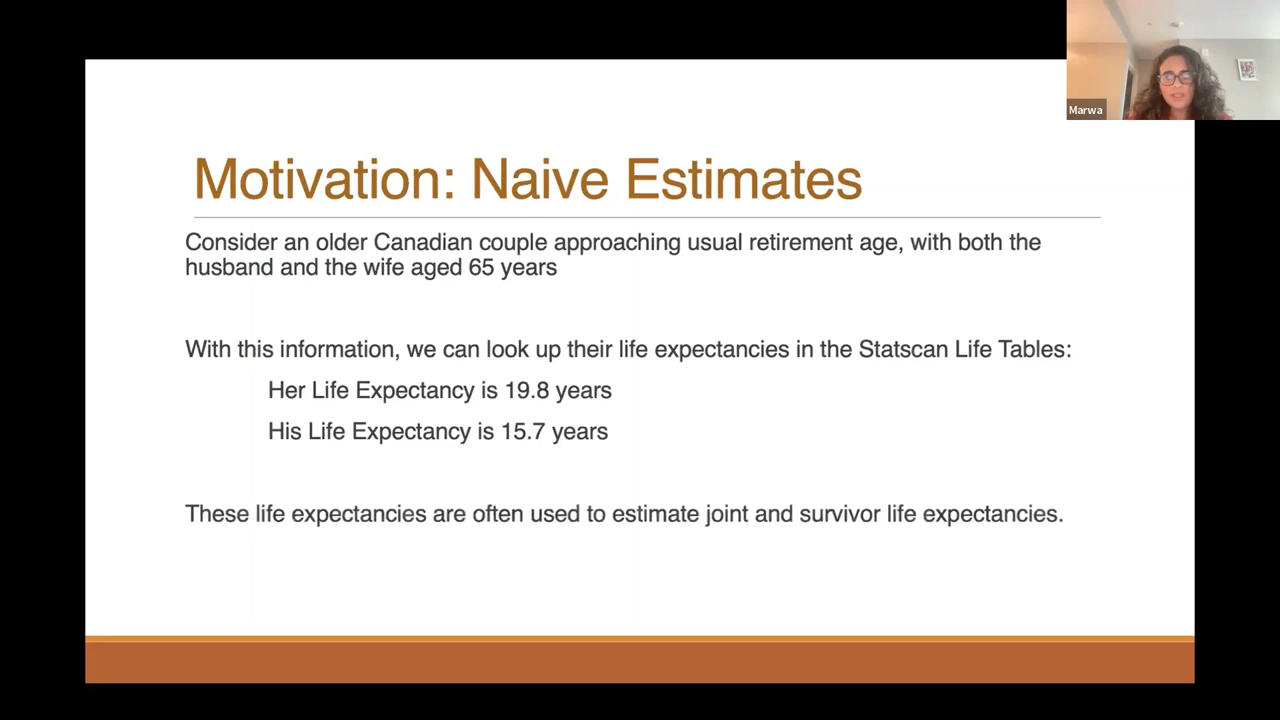 Marwa
Motivation: Naive Estimates
Consider an older Canadian couple approaching usual retirement age, with both the
husband and the wife aged 65 years
With this information, we can look up their life expectancies in the Statscan Life Tables:
Her Life Expectancy is 19.8 years
His Life Expectancy is 15.7 years
These life expectancies are often used to estimate joint and survivor life expectancies.